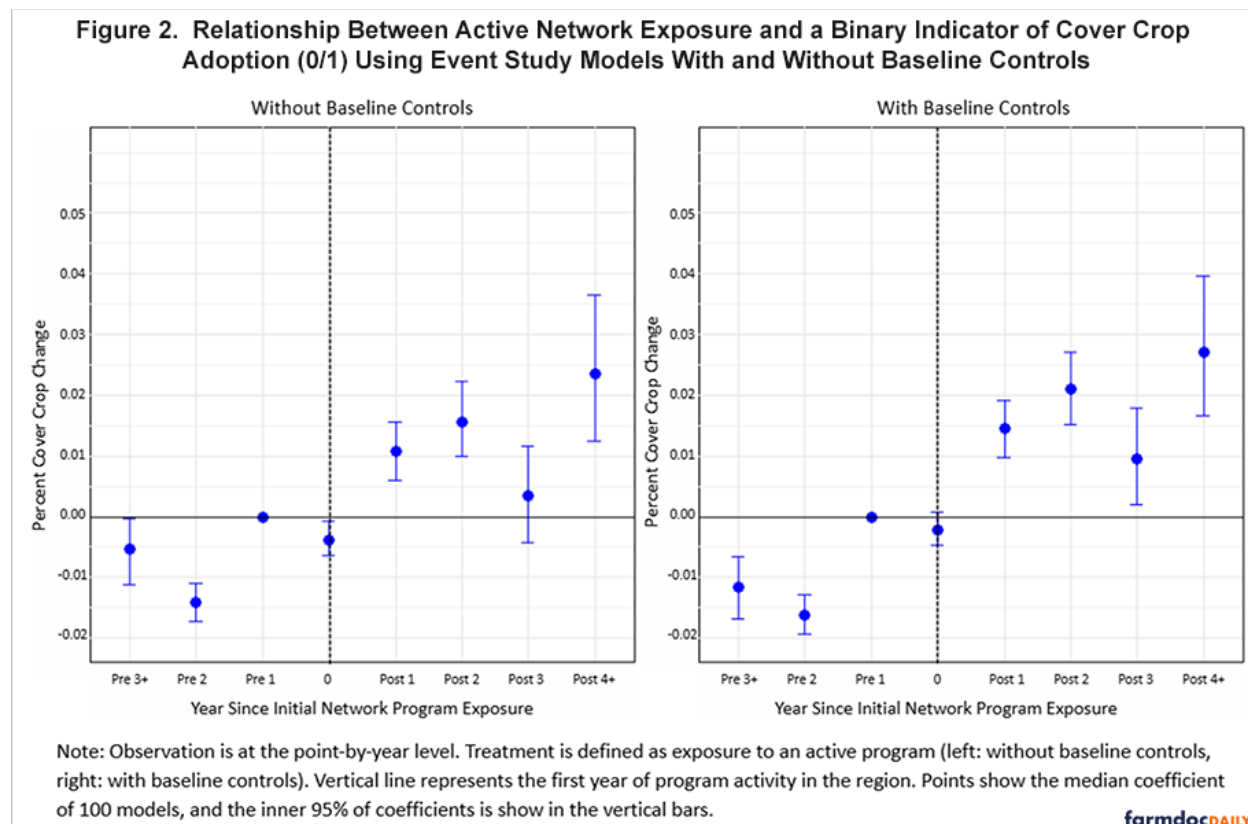 Figure 2.  Relationship Between Active Network Exposure and a Binary Indicator of Cover Crop
Adoption (0/1) Using Event Study Models With and Without Baseline Controls
Without Baseline Controls
Percent Cover Crop Change
0.05
0.04
0.03
0.02
0.01
0.00
-0.01
-0.02
Pre 3+ Pre 2 Pre 1 0 Post 1 Post 2 Post 3 Post 4+
Year Since Initial Network Program Exposure
With Baseline Controls
Percent Cover Crop Change
0.05
0.04
0.03
0.02
0.01
0.00
-0.01
-0.02
Pre 3+ Pre 2 Pre 1 0 Post 1 Post 2 Post 3 Post 4+
Year Since Initial Network Program Exposure
Note: Observation is at the point-by-year level. Treatment is defined as exposure to an active program (left: without baseline controls,
right: with baseline controls). Vertical line represents the first year of program activity in the region. Points show the median coefficient
of 100 models, and the inner 95% of coefficients is show in the vertical bars.
farmdocDAILY